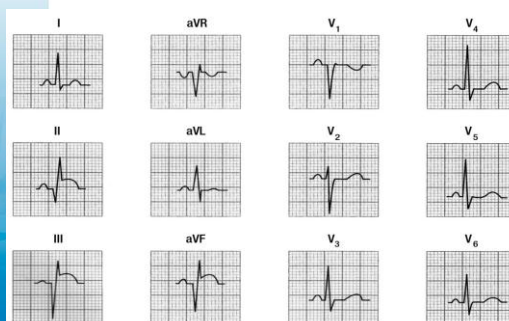 I aVR V₁ V₄
II aVL V₂ V₅
III aVF V₃ V₆